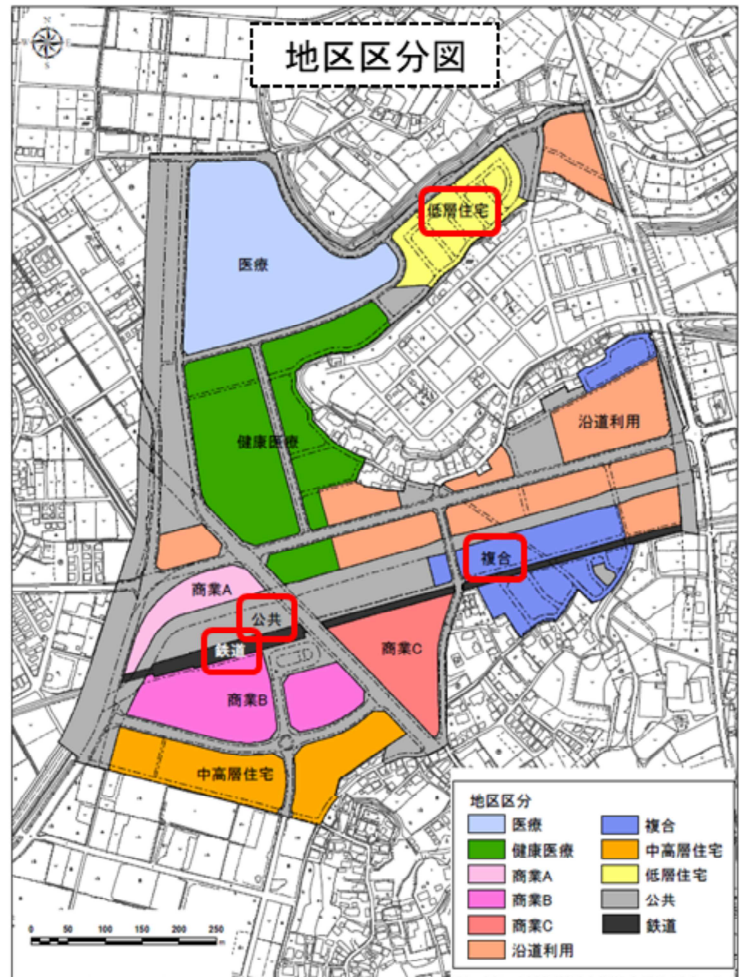 地区区分図
N
W
E
S
低層住宅
医療
沿道利用
健康医療
複合
商業A
公共
鉄道
商業C
商業B
中高層住宅
地区区分
医療
健康医療
商業A
商業B
商業C
沿道利用
複合
中高層住宅
低層住宅
公共
鉄道
0 50 100 150 200 250
m